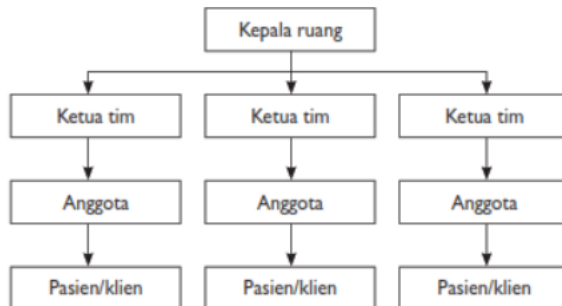 Kepala ruang
Ketua tim
Ketua tim
Ketua tim
Anggota
Anggota
Anggota
Pasien/klien
Pasien/klien
Pasien/klien